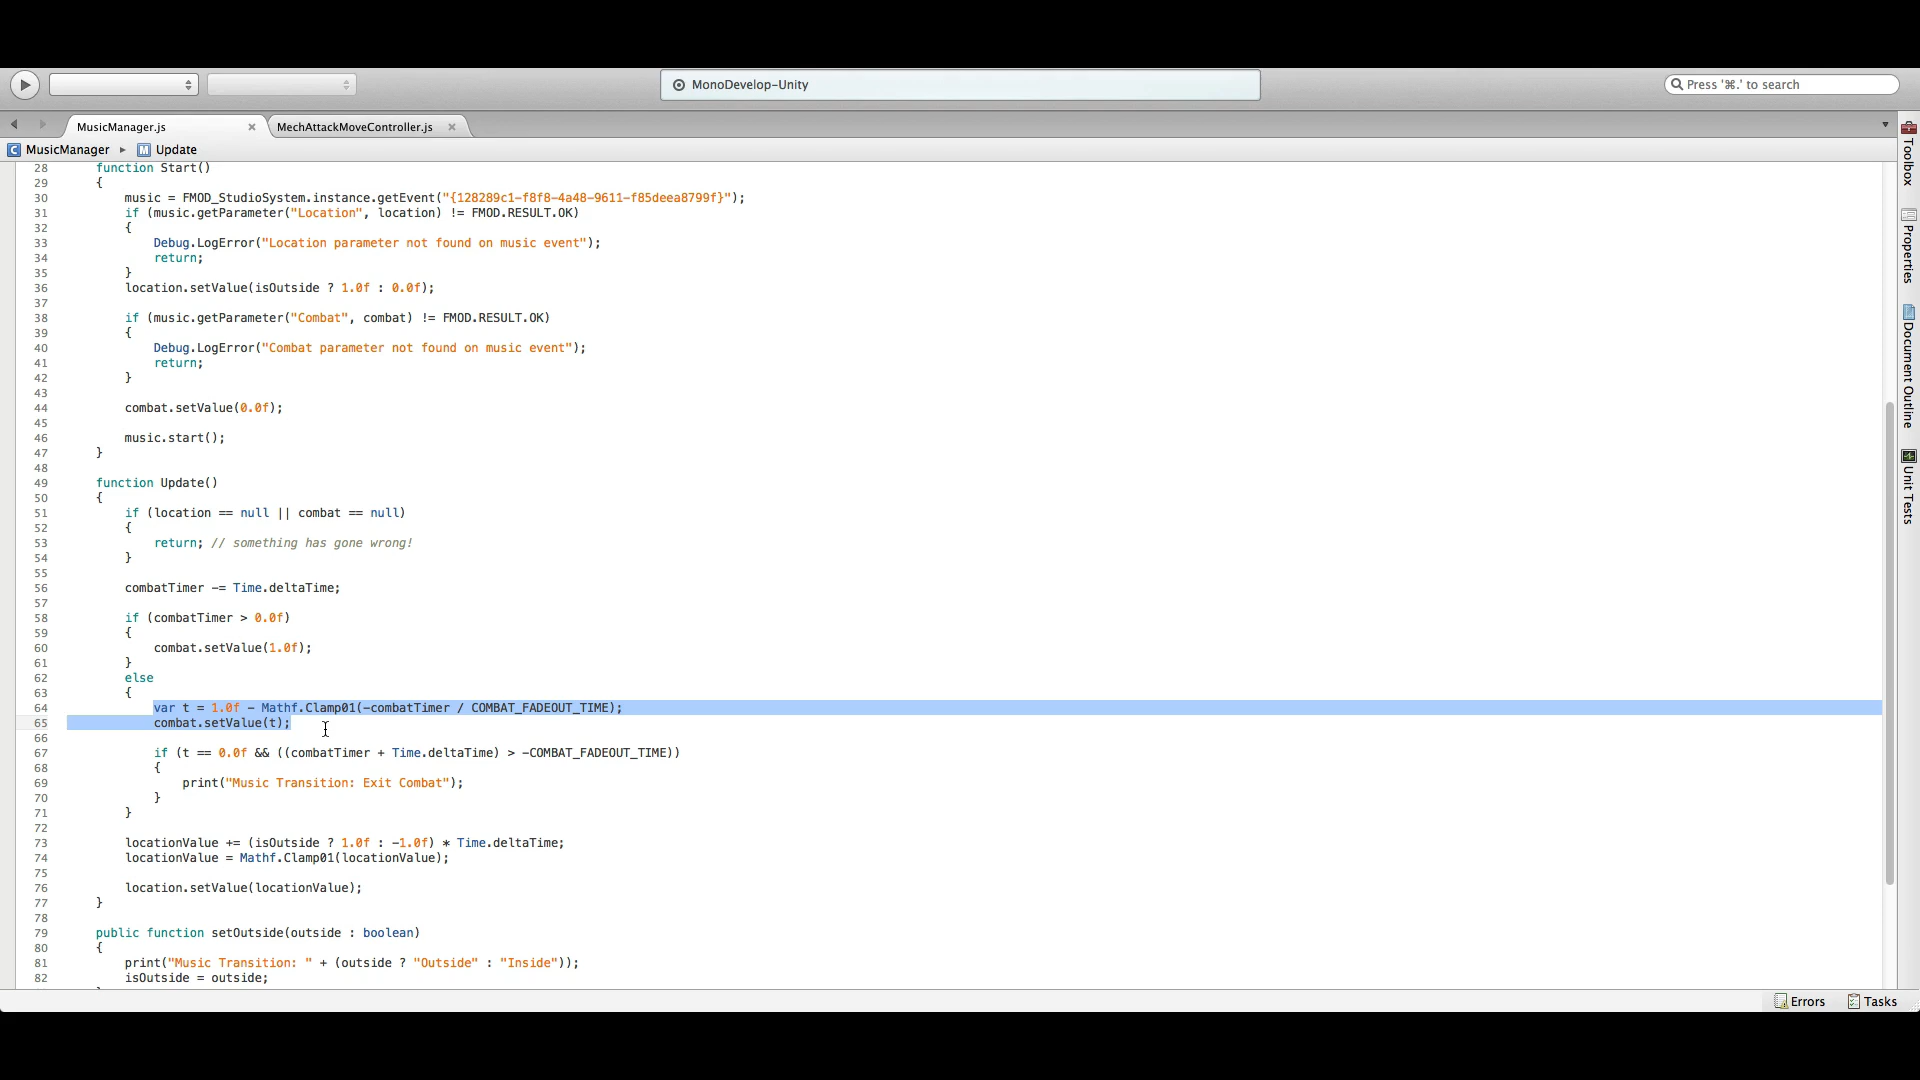 MonoDevelop-Unity
Press '⌘.' to search
MusicManager.js
MechAttackMoveController.js
MusicManager
Update
28 function Start()
29 {
30 music = FMOD_StudioSystem.instance.getEvent("{128289c1-f8f8-4a48-9611-f85deea8799f}");
31 if (music.getParameter("Location", location) != FMOD.RESULT.OK)
32 {
33 Debug.LogError("Location parameter not found on music event");
34 return;
35 }
36 location.setValue(isOutside ? 1.0f : 0.0f);
37
38 if (music.getParameter("Combat", combat) != FMOD.RESULT.OK)
39 {
40 Debug.LogError("Combat parameter not found on music event");
41 return;
42 }
43
44 combat.setValue(0.0f);
45
46 music.start();
47 }
48
49 function Update()
50 {
51 if (location == null || combat == null)
52 {
53 return; // something has gone wrong!
54 }
55
56 combatTimer -= Time.deltaTime;
57
58 if (combatTimer > 0.0f)
59 {
60 combat.setValue(1.0f);
61 }
62 else
63 {
64 var t = 1.0f - Mathf.Clamp01(-combatTimer / COMBAT_FADEOUT_TIME);
65 combat.setValue(t);
66
67 if (t == 0.0f && ((combatTimer + Time.deltaTime) > -COMBAT_FADEOUT_TIME))
68 {
69 print("Music Transition: Exit Combat");
70 }
71 }
72
73 locationValue += (isOutside ? 1.0f : -1.0f) * Time.deltaTime;
74 locationValue = Mathf.Clamp01(locationValue);
75
76 location.setValue(locationValue);
77 }
78
79 public function setOutside(outside : boolean)
80 {
81 print("Music Transition: " + (outside ? "Outside" : "Inside"));
82 isOutside = outside;
Toolbox
Properties
Document Outline
Unit Tests
Errors
Tasks